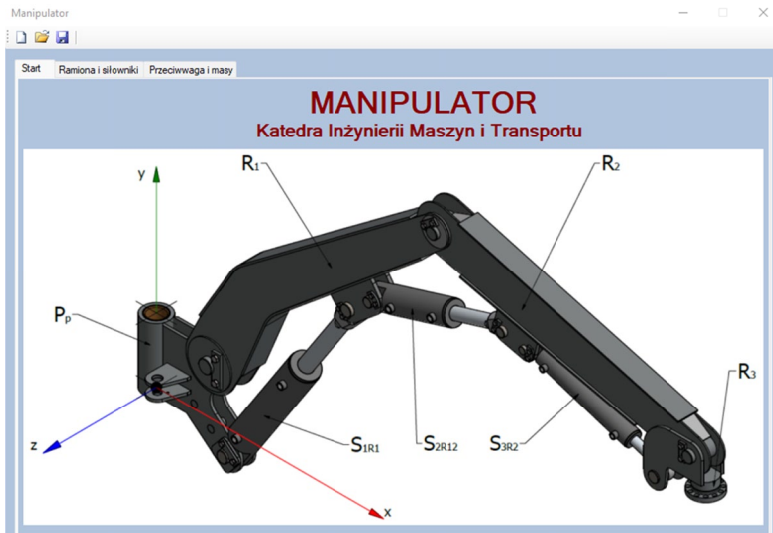 Manipulator
Start Ramiona i siłowniki Przeciwwaga i masy
MANIPULATOR
Katedra Inżynierii Maszyn i Transportu
R1 R2
y
Pp
R3
z
S1R1 S2R12 S3R2
x